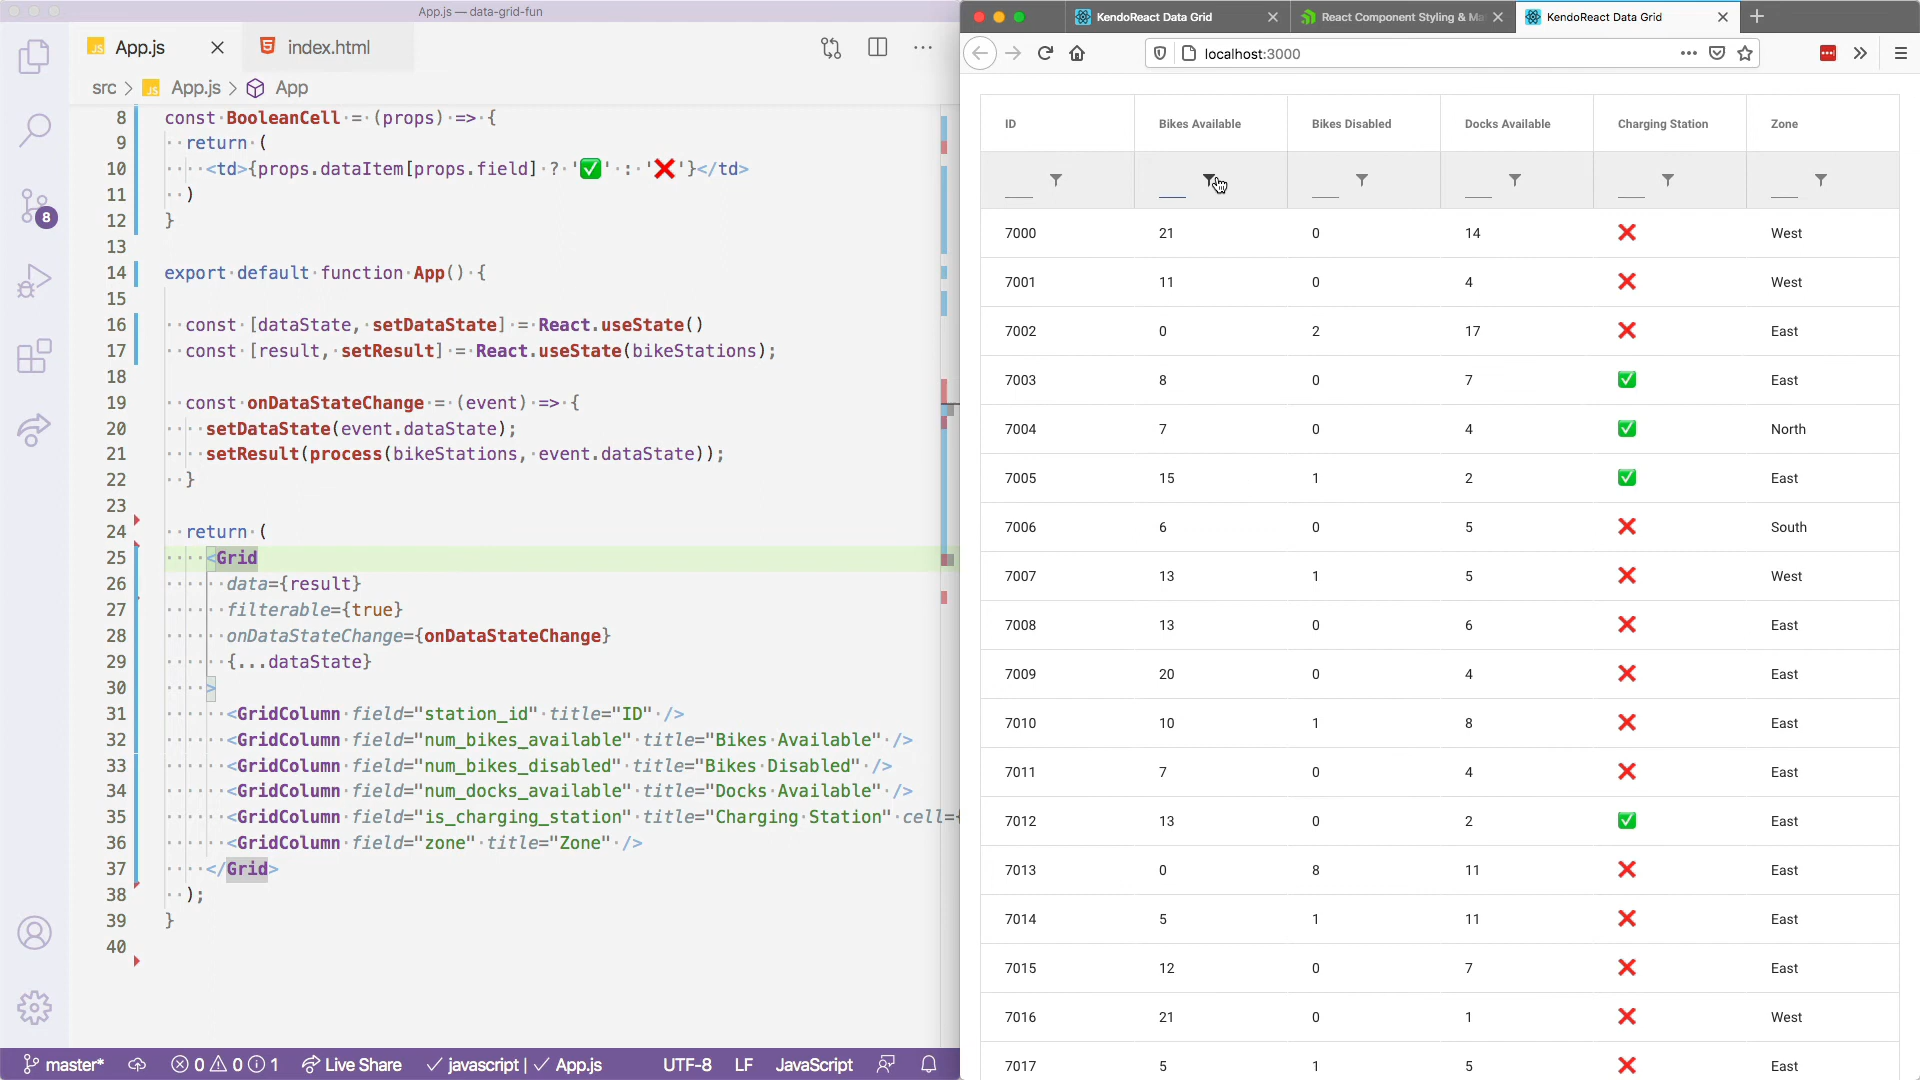 App.js — data-grid-fun
JS App.js
index.html
src > JS App.js > App
8 const BooleanCell = (props) => {
9 return (
10 <td>{props.dataItem[props.field] ? '✅' : '❌'}</td>
11 )
12 }
13
14 export default function App() {
15
16 const [dataState, setDataState] = React.useState()
17 const [result, setResult] = React.useState(bikeStations);
18
19 const onDataStateChange = (event) => {
20 setDataState(event.dataState);
21 setResult(process(bikeStations, event.dataState));
22 }
23
24 return (
25 <Grid
26 data={result}
27 filterable={true}
28 onDataStateChange={onDataStateChange}
29 {...dataState}
30 >
31 <GridColumn field="station_id" title="ID" />
32 <GridColumn field="num_bikes_available" title="Bikes Available" />
33 <GridColumn field="num_bikes_disabled" title="Bikes Disabled" />
34 <GridColumn field="num_docks_available" title="Docks Available" />
35 <GridColumn field="is_charging_station" title="Charging Station" cell=
36 <GridColumn field="zone" title="Zone" />
37 </Grid>
38 );
39 }
40
8
master* 0 0 1 Live Share ✓ javascript | ✓ App.js UTF-8 LF JavaScript
KendoReact Data Grid
React Component Styling & Ma
KendoReact Data Grid
localhost:3000
ID Bikes Available Bikes Disabled Docks Available Charging Station Zone
7000 21 0 14 ❌ West
7001 11 0 4 ❌ West
7002 0 2 17 ❌ East
7003 8 0 7 ✅ East
7004 7 0 4 ✅ North
7005 15 1 2 ✅ East
7006 6 0 5 ❌ South
7007 13 1 5 ❌ West
7008 13 0 6 ❌ East
7009 20 0 4 ❌ East
7010 10 1 8 ❌ East
7011 7 0 4 ❌ East
7012 13 0 2 ✅ East
7013 0 8 11 ❌ East
7014 5 1 11 ❌ East
7015 12 0 7 ❌ East
7016 21 0 1 ❌ West
7017 5 1 5 ❌ East